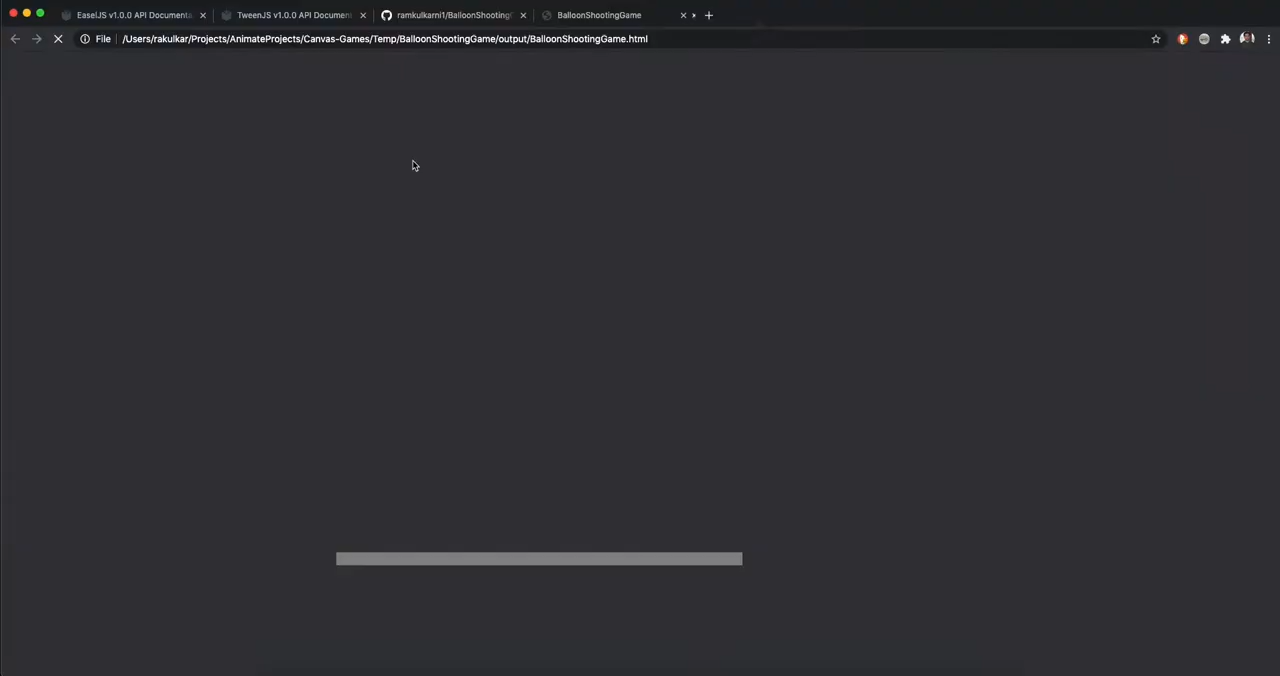 EaselJS v1.0.0 API Documenta
TweenJS v1.0.0 API Documen
ramkulkarni1/BalloonShooting
BalloonShootingGame
File
/Users/rakulkar/Projects/AnimateProjects/Canvas-Games/Temp/BalloonShootingGame/output/BalloonShootingGame.html